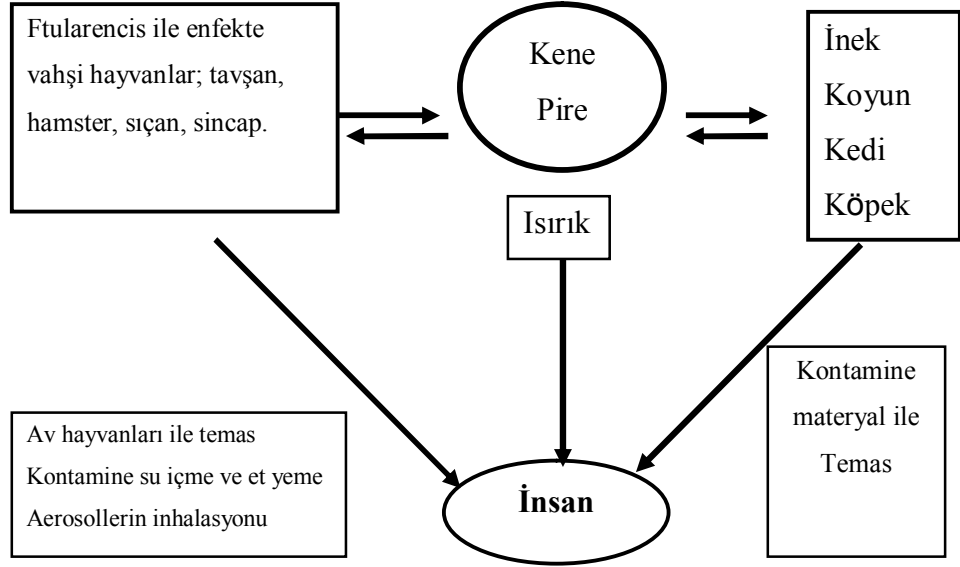 Ftularencis ile enfekte
vahşi hayvanlar; tavşan,
hamster, sıçan, sincap.
Kene
Pire
İnek
Koyun
Kedi
Köpek
Isırık
Av hayvanları ile temas
Kontamine su içme ve et yeme
Aerosollerin inhalasyonu
İnsan
Kontamine
materyal ile
Temas